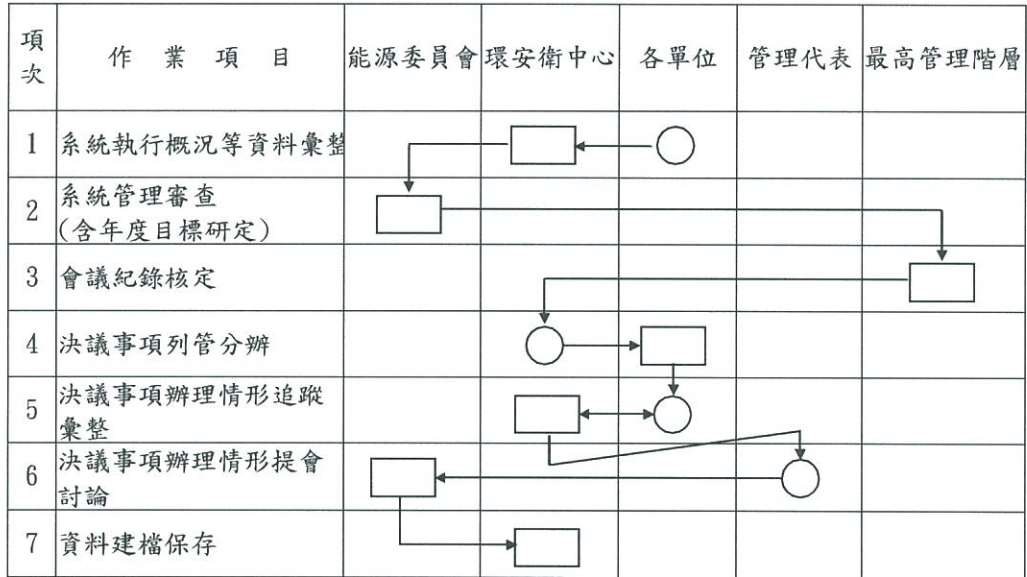 項次 作業項目 能源委員會 環安衛中心 各單位 管理代表 最高管理階層
1 系統執行概況等資料彙整
2 系統管理審查
(含年度目標研定)
3 會議紀錄核定
4 決議事項列管分辦
5 決議事項辦理情形追蹤
彙整
6 決議事項辦理情形提會
討論
7 資料建檔保存